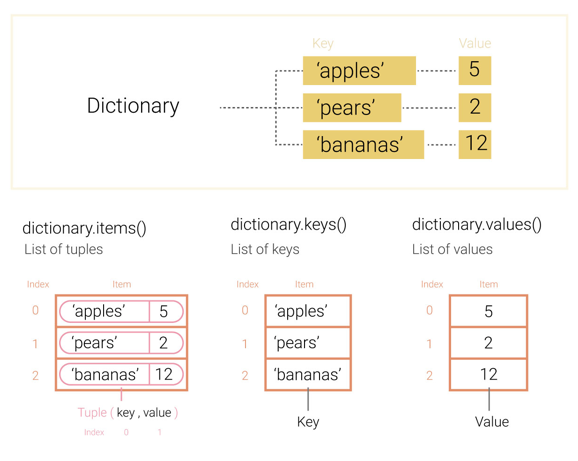 Key Value
‘apples’ 5
Dictionary ‘pears’ 2
‘bananas’ 12
dictionary.items() dictionary.keys() dictionary.values()
List of tuples List of keys List of values
Index Item Index Item Index Item
0 ‘apples’ 5 0 ‘apples’ 0 5
1 ‘pears’ 2 1 ‘pears’ 1 2
2 ‘bananas’ 12 2 ‘bananas’ 2 12
Tuple ( key , value ) Key Value
Index 0 1